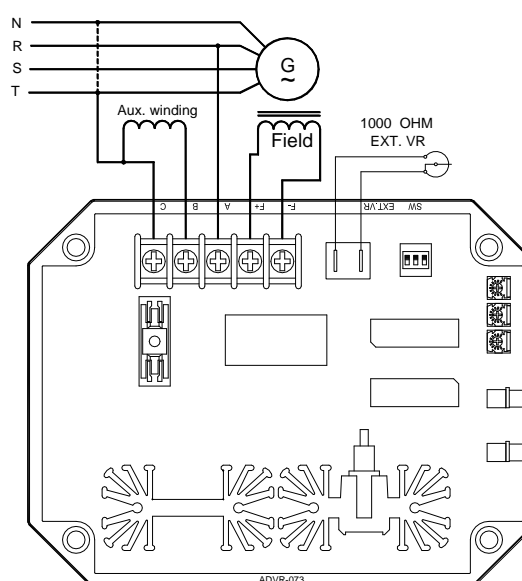 N
R
S
T
G
~
Aux. winding
Field
1000 OHM
EXT. VR
C
B
A
F+
F-
EXT.VR
SW
ADVR-073